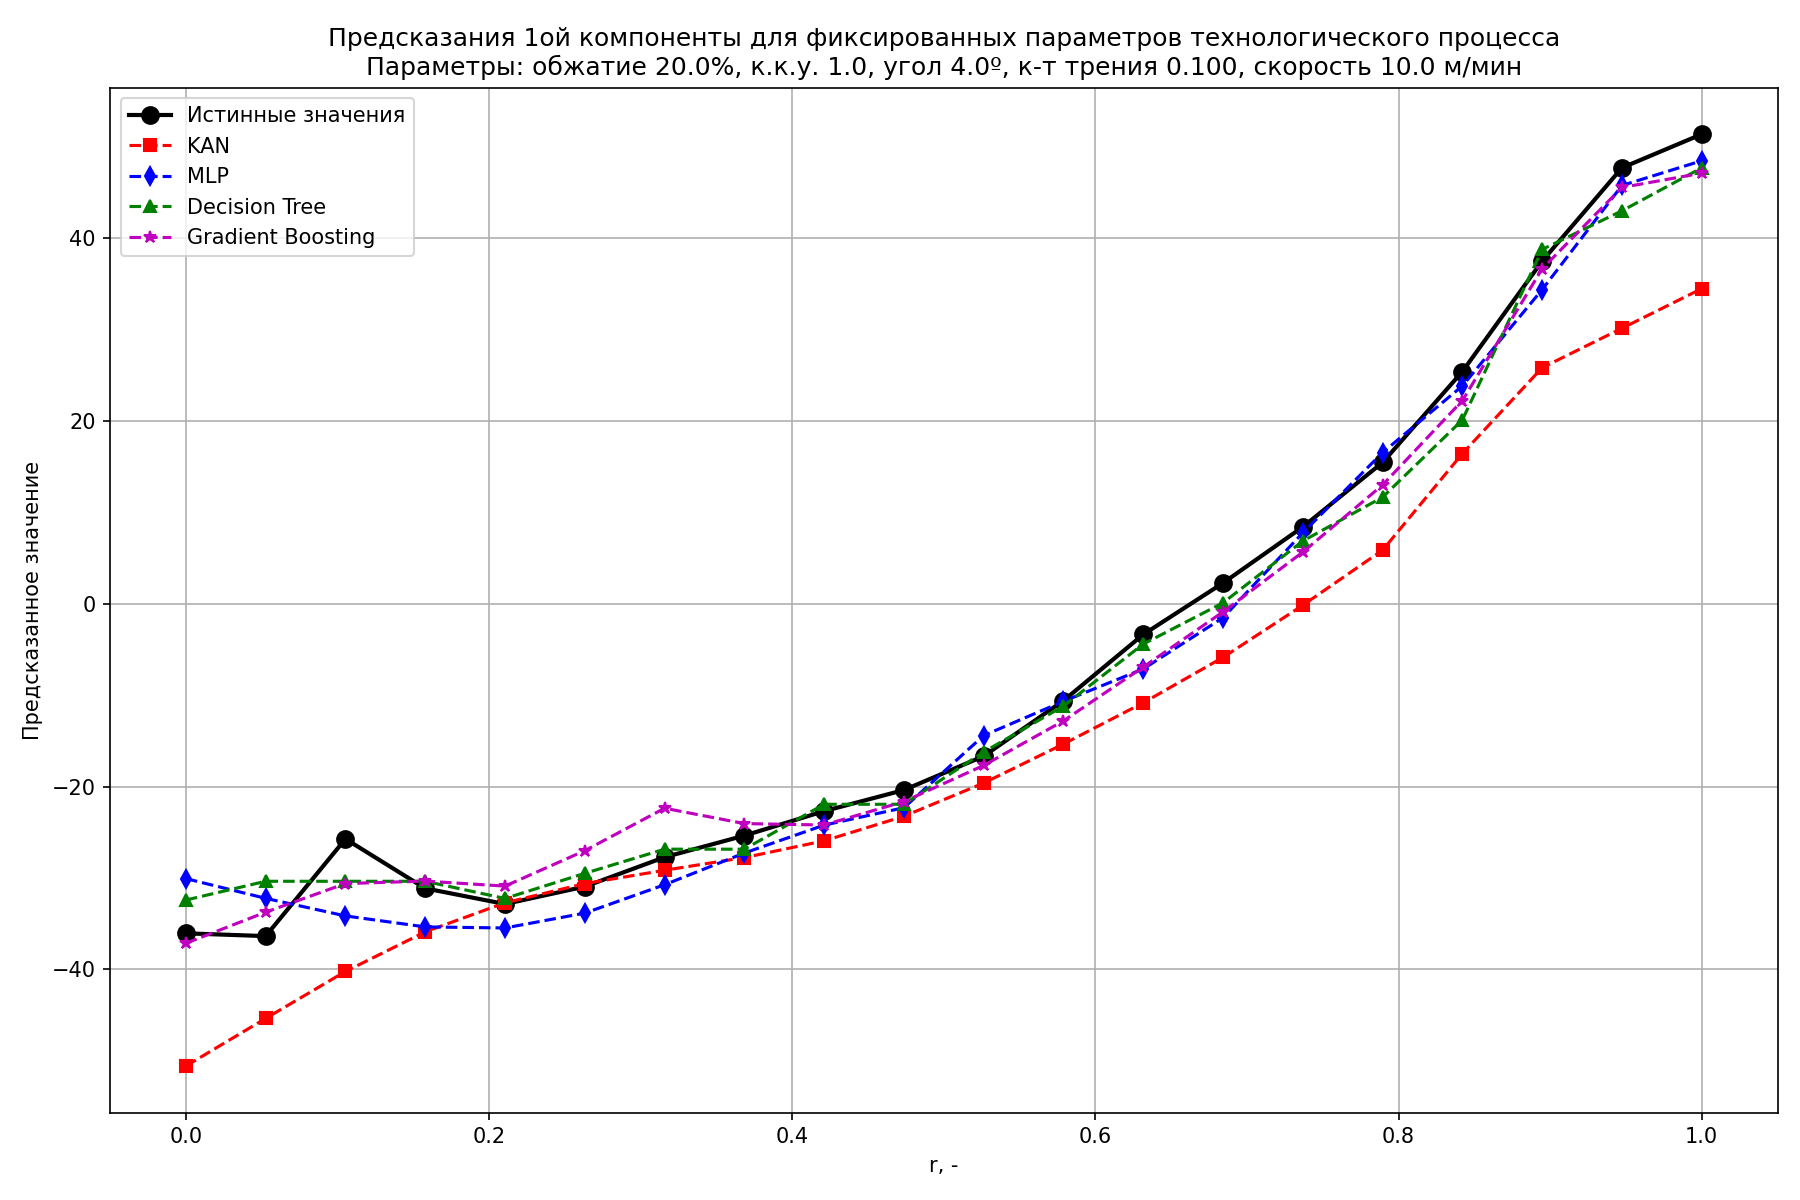 Предсказания 1ой компоненты для фиксированных параметров технологического процесса
Параметры: обжатие 20.0%, к.к.у. 1.0, угол 4.0º, к-т трения 0.100, скорость 10.0 м/мин
Истинные значения
KAN
MLP
Decision Tree
Gradient Boosting
Предсказанное значение
40
20
0
−20
−40
0.0
0.2
0.4
0.6
0.8
1.0
r, -